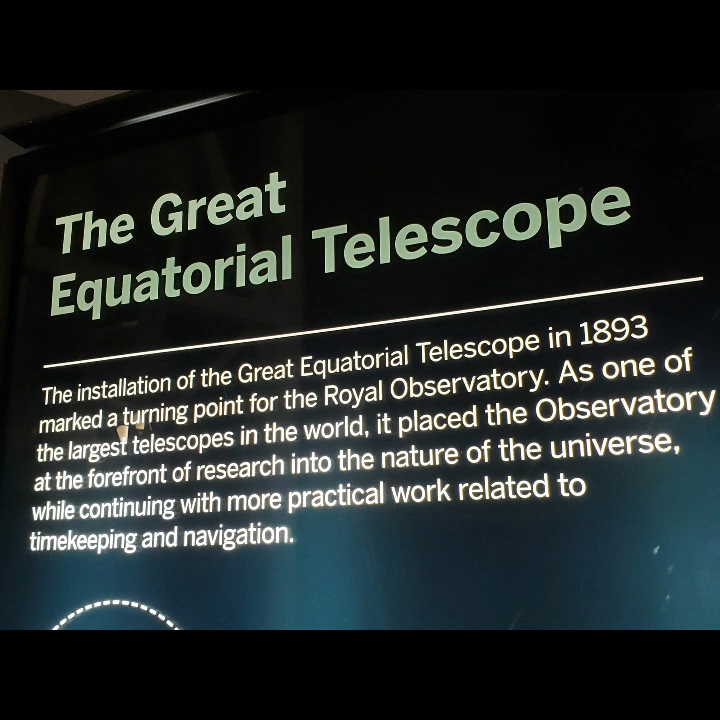 The Great
Equatorial Telescope
The installation of the Great Equatorial Telescope in 1893
marked a turning point for the Royal Observatory. As one of
the largest telescopes in the world, it placed the Observatory
at the forefront of research into the nature of the universe,
while continuing with more practical work related to
timekeeping and navigation.